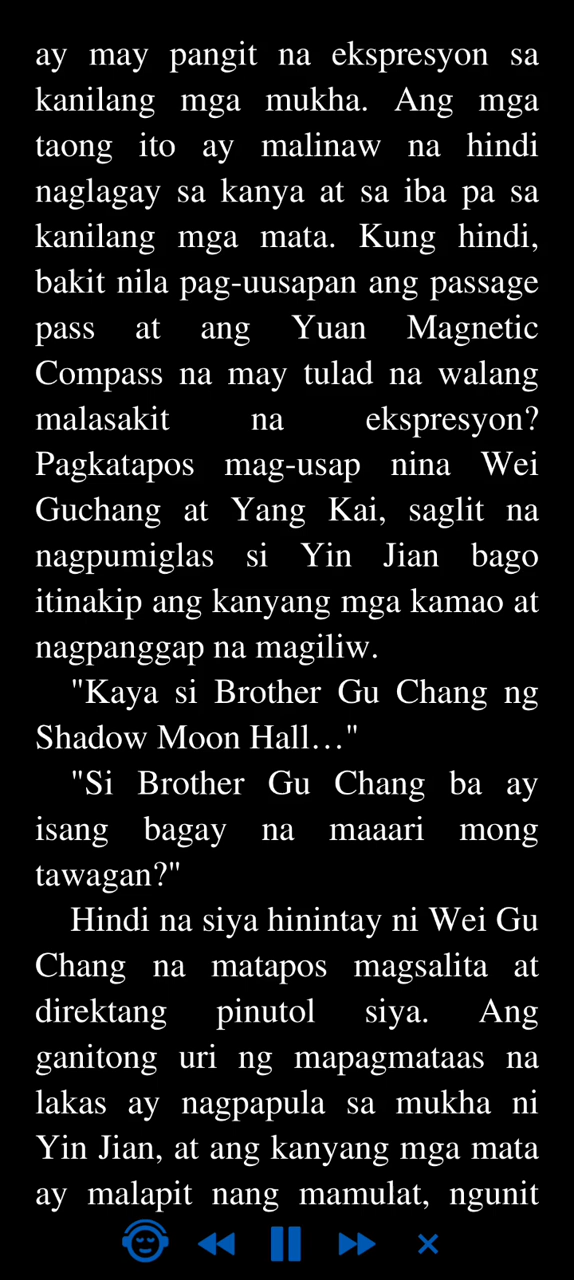 ay may pangit na ekspresyon sa
kanilang mga mukha. Ang mga
taong ito ay malinaw na hindi
naglagay sa kanya at sa iba pa sa
kanilang mga mata. Kung hindi,
bakit nila pag-uusapan ang passage
pass at ang Yuan Magnetic
Compass na may tulad na walang
malasakit na ekspresyon?
Pagkatapos mag-usap nina Wei
Guchang at Yang Kai, saglit na
nagpumiglas si Yin Jian bago
itinakip ang kanyang mga kamao at
nagpanggap na magiliw.
"Kaya si Brother Gu Chang ng
Shadow Moon Hall…"
"Si Brother Gu Chang ba ay
isang bagay na maaari mong
tawagan?"
Hindi na siya hinintay ni Wei Gu
Chang na matapos magsalita at
direktang pinutol siya. Ang
ganitong uri ng mapagmataas na
lakas ay nagpapula sa mukha ni
Yin Jian, at ang kanyang mga mata
ay malapit nang mamulat, ngunit